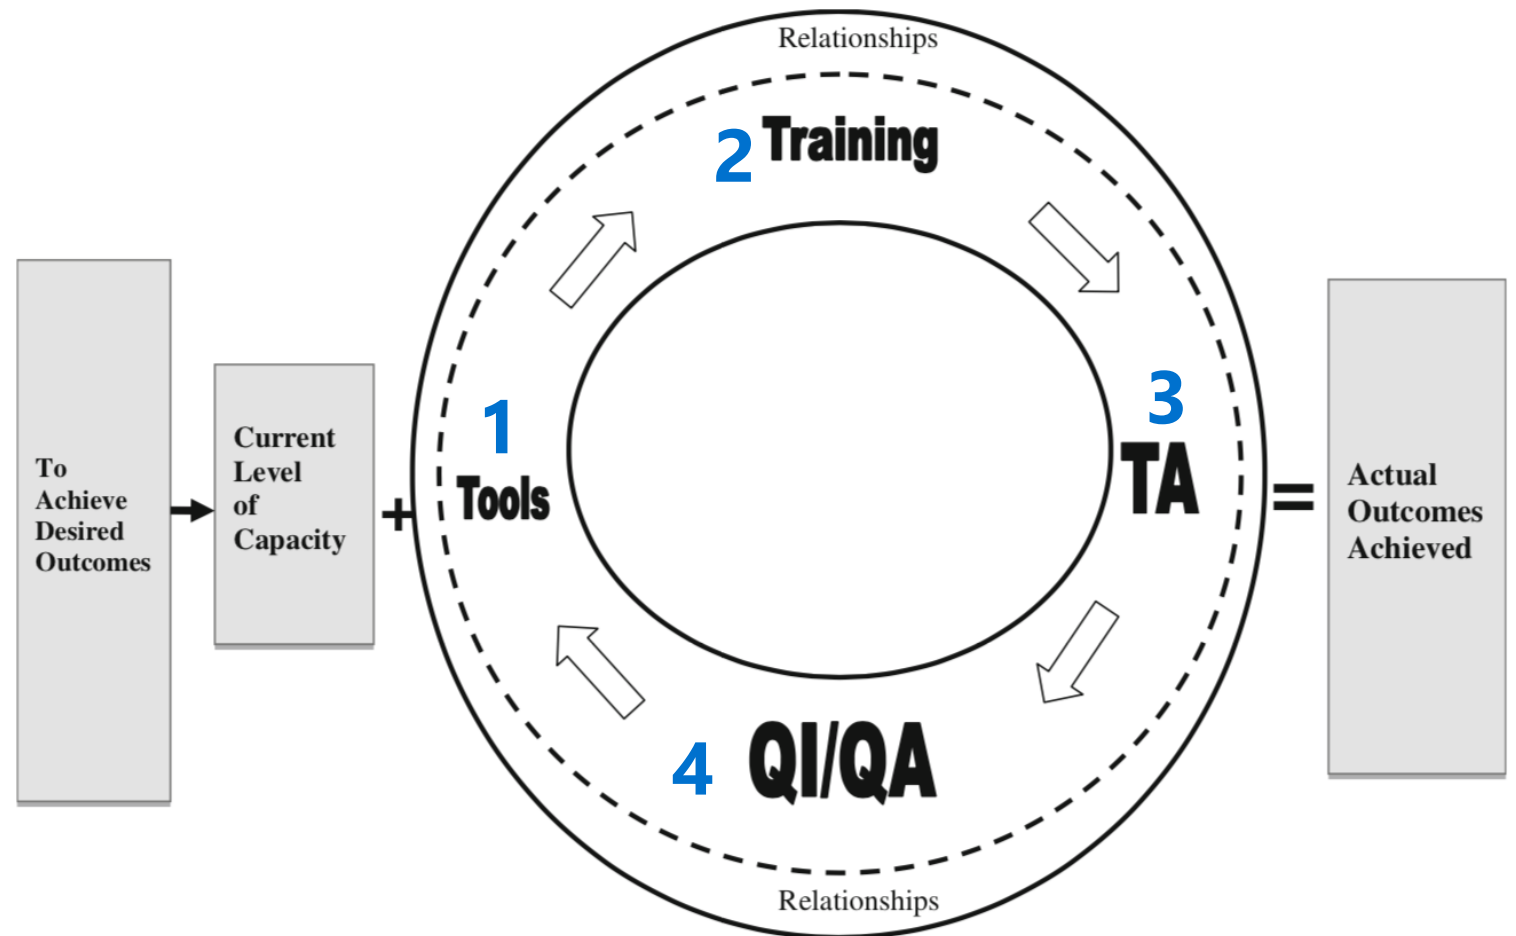 Relationships
2 Training
1
Tools
3
TA
4 QI/QA
Relationships
To
Achieve
Desired
Outcomes
Current
Level
of
Capacity
+
=
Actual
Outcomes
Achieved